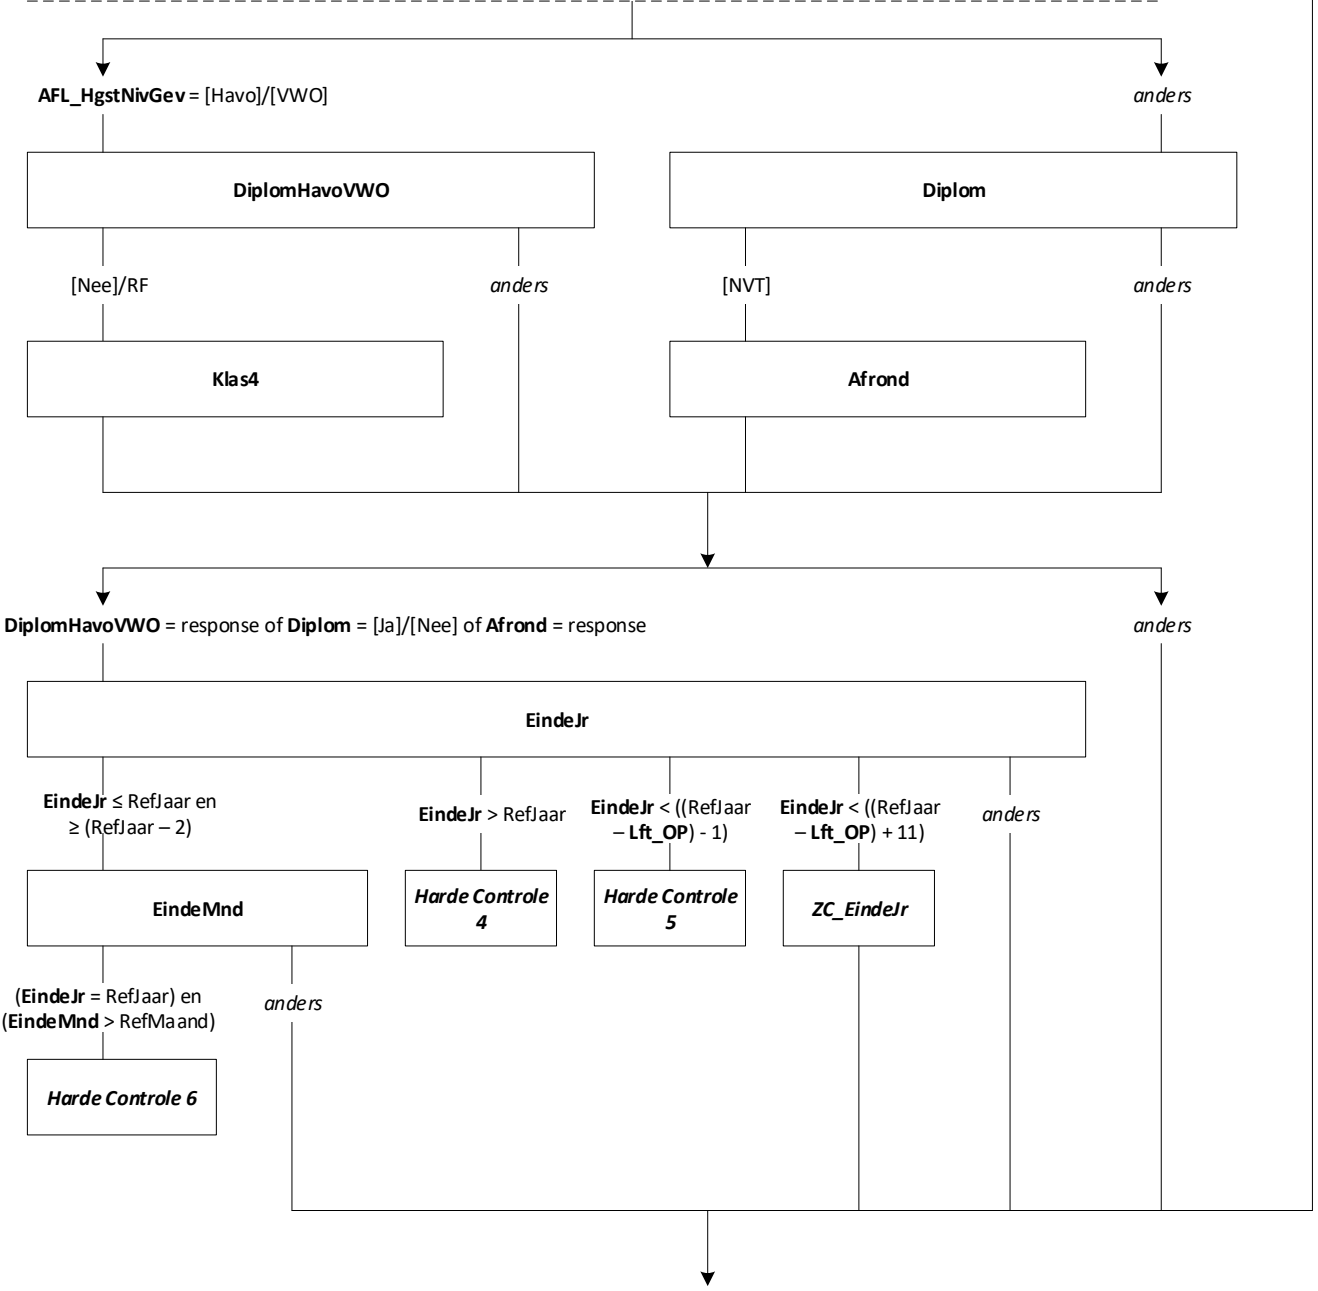 AFL_HgstNivGev = [Havo]/[VWO]
anders
DiplomHavoVWO
Diplom
[Nee]/RF
anders
[NVT]
anders
Klas4
Afrond
DiplomHavoVWO = response of Diplom = [Ja]/[Nee] of Afrond = response
anders
EindeJr
EindeJr ≤ RefJaar en
≥ (RefJaar – 2)
EindeJr > RefJaar
EindeJr < ((RefJaar
– Lft_OP) - 1)
EindeJr < ((RefJaar
– Lft_OP) + 11)
anders
EindeMnd
Harde Controle
4
Harde Controle
5
ZC_EindeJr
(EindeJr = RefJaar) en
(EindeMnd > RefMaand)
anders
Harde Controle 6